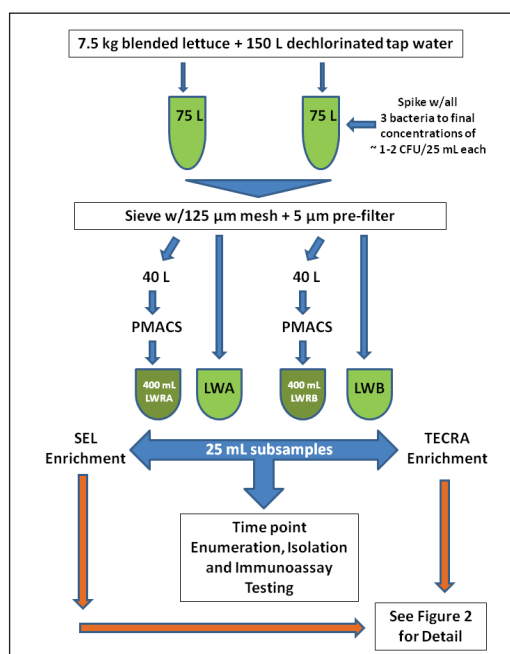 7.5 kg blended lettuce + 150 L dechlorinated tap water
75 L
75 L
Spike w/all
3 bacteria to final
concentrations of
~ 1-2 CFU/25 mL each
Sieve w/125 µm mesh + 5 µm pre-filter
40 L
40 L
PMACS
PMACS
400 mL
LWRA
LWA
400 mL
LWRB
LWB
SEL
Enrichment
25 mL subsamples
TECRA
Enrichment
Time point
Enumeration, Isolation
and Immunoassay
Testing
See Figure 2
for Detail